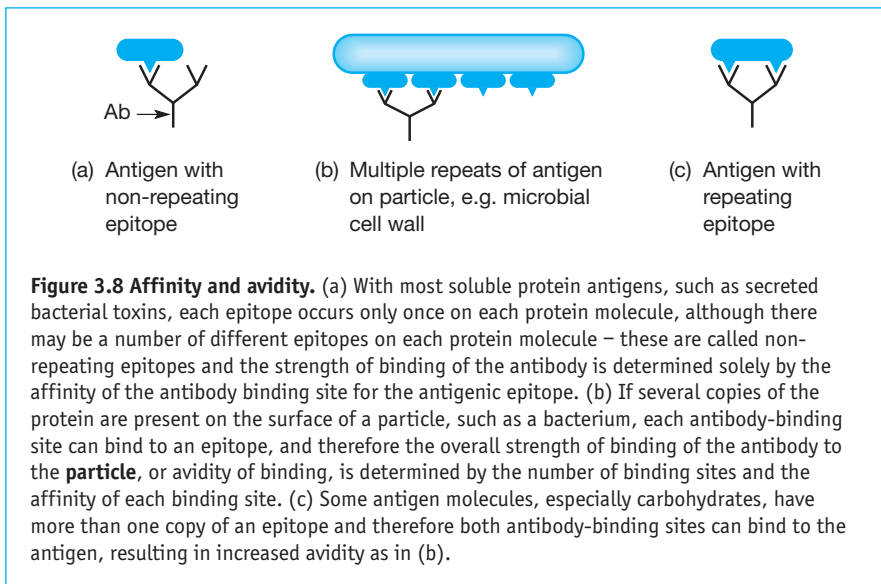 Ab
(a) Antigen with
non-repeating
epitope
(b) Multiple repeats of antigen
on particle, e.g. microbial
cell wall
(c) Antigen with
repeating
epitope
Figure 3.8 Affinity and avidity. (a) With most soluble protein antigens, such as secreted
bacterial toxins, each epitope occurs only once on each protein molecule, although there
may be a number of different epitopes on each protein molecule – these are called non-
repeating epitopes and the strength of binding of the antibody is determined solely by the
affinity of the antibody binding site for the antigenic epitope. (b) If several copies of the
protein are present on the surface of a particle, such as a bacterium, each antibody-binding
site can bind to an epitope, and therefore the overall strength of binding of the antibody to
the particle, or avidity of binding, is determined by the number of binding sites and the
affinity of each binding site. (c) Some antigen molecules, especially carbohydrates, have
more than one copy of an epitope and therefore both antibody-binding sites can bind to the
antigen, resulting in increased avidity as in (b).